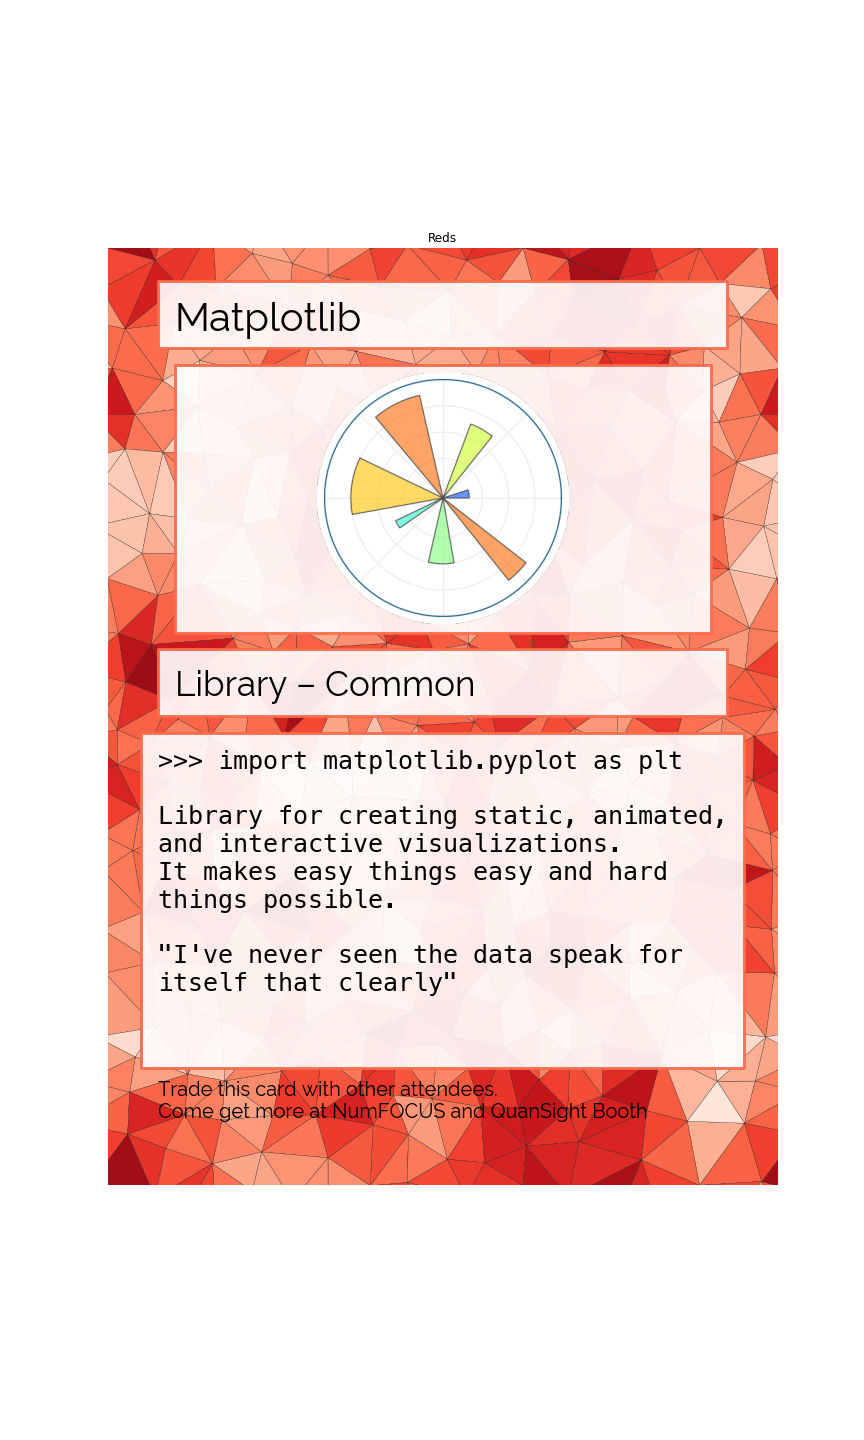 Reds
Matplotlib
Library – Common
>>> import matplotlib.pyplot as plt
Library for creating static, animated,
and interactive visualizations.
It makes easy things easy and hard
things possible.
"I've never seen the data speak for
itself that clearly"
Trade this card with other attendees.
Come get more at NumFOCUS and QuanSight Booth